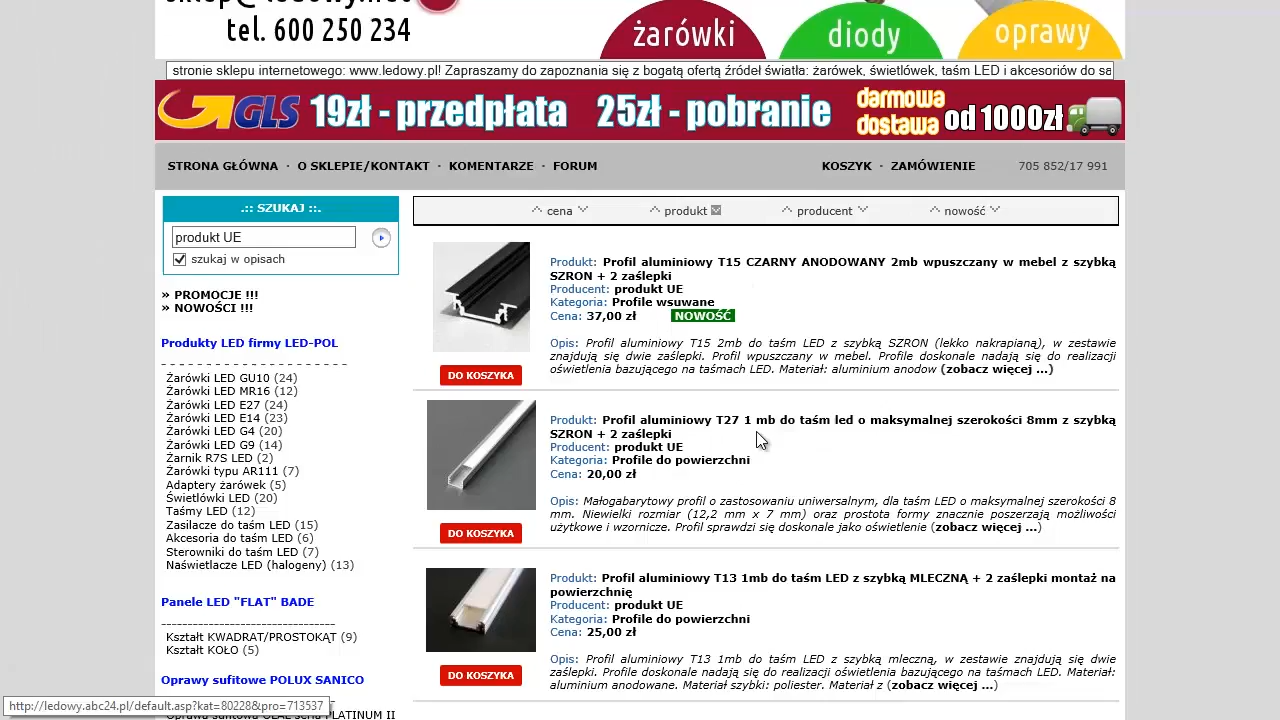 sklep@ledowy.net
tel. 600 250 234
żarówki
diody
oprawy
stronie sklepu internetowego: www.ledowy.pl! Zapraszamy do zapoznania się z bogatą ofertą źródeł światła: żarówek, świetlówek, taśm LED i akcesoriów do sa
GLS 19zł - przedpłata 25zł - pobranie darmowa dostawa od 1000zł
STRONA GŁÓWNA · O SKLEPIE/KONTAKT · KOMENTARZE · FORUM
KOSZYK · ZAMÓWIENIE 705 852/17 991
.:: SZUKAJ ::.
produkt UE
szukaj w opisach
» PROMOCJE !!!
» NOWOŚCI !!!
Produkty LED firmy LED-POL
- - - - - - - - - - - - - - - - - - - - - -
Żarówki LED GU10 (24)
Żarówki LED MR16 (12)
Żarówki LED E27 (24)
Żarówki LED E14 (23)
Żarówki LED G4 (20)
Żarówki LED G9 (14)
Żarnik R7S LED (2)
Żarówki typu AR111 (7)
Adaptery żarówek (5)
Świetlówki LED (20)
Taśmy LED (12)
Zasilacze do taśm LED (15)
Akcesoria do taśm LED (6)
Sterowniki do taśm LED (7)
Naświetlacze LED (halogeny) (13)
Panele LED "FLAT" BADE
---------------------------------
Kształt KWADRAT/PROSTOKĄT (9)
Kształt KOŁO (5)
Oprawy sufitowe POLUX SANICO
cena
produkt
producent
nowość
Produkt: Profil aluminiowy T15 CZARNY ANODOWANY 2mb wpuszczany w mebel z szybką
SZRON + 2 zaślepki
Producent: produkt UE
Kategoria: Profile wsuwane
Cena: 37,00 zł NOWOŚĆ
Opis: Profil aluminiowy T15 2mb do taśm LED z szybką SZRON (lekko nakrapianą), w zestawie
znajdują się dwie zaślepki. Profil wpuszczany w mebel. Profile doskonale nadają się do realizacji
oświetlenia bazującego na taśmach LED. Materiał: aluminium anodow (zobacz więcej ...)
DO KOSZYKA
Produkt: Profil aluminiowy T27 1 mb do taśm led o maksymalnej szerokości 8mm z szybką
SZRON + 2 zaślepki
Producent: produkt UE
Kategoria: Profile do powierzchni
Cena: 20,00 zł
Opis: Małogabarytowy profil o zastosowaniu uniwersalnym, dla taśm LED o maksymalnej szerokości 8
mm. Niewielki rozmiar (12,2 mm x 7 mm) oraz prostota formy znacznie poszerzają możliwości
użytkowe i wzornicze. Profil sprawdzi się doskonale jako oświetlenie (zobacz więcej ...)
DO KOSZYKA
Produkt: Profil aluminiowy T13 1mb do taśm LED z szybką MLECZNĄ + 2 zaślepki montaż na
powierzchnię
Producent: produkt UE
Kategoria: Profile do powierzchni
Cena: 25,00 zł
Opis: Profil aluminiowy T13 1mb do taśm LED z szybką mleczną, w zestawie znajdują się dwie
zaślepki. Profile doskonale nadają się do realizacji oświetlenia bazującego na taśmach LED. Materiał:
aluminium anodowane. Materiał szybki: poliester. Materiał z (zobacz więcej ...)
DO KOSZYKA
http://ledowy.abc24.pl/default.asp?kat=80228&pro=713537
PLATINUM II